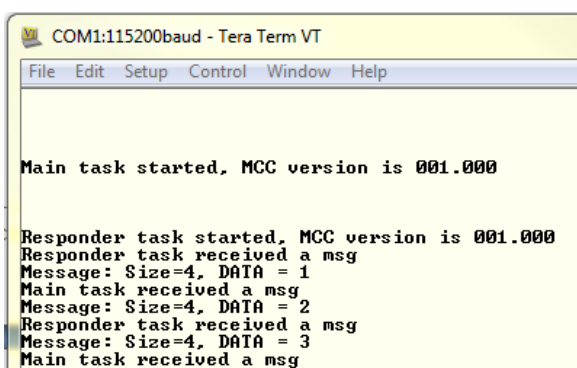 COM1:115200baud - Tera Term VT
File Edit Setup Control Window Help
Main task started, MCC version is 001.000
Responder task started, MCC version is 001.000
Responder task received a msg
Message: Size=4, DATA = 1
Main task received a msg
Message: Size=4, DATA = 2
Responder task received a msg
Message: Size=4, DATA = 3
Main task received a msg